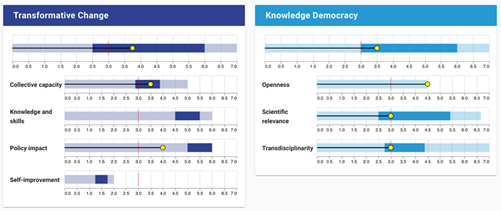 Transformative Change
0.0 0.5 1.0 1.5 2.0 2.5 3.0 3.5 4.0 4.5 5.0 5.5 6.0 6.5 7.0
Collective capacity
0.0 0.5 1.0 1.5 2.0 2.5 3.0 3.5 4.0 4.5 5.0 5.5 6.0 6.5 7.0
Knowledge and
skills
0.0 0.5 1.0 1.5 2.0 2.5 3.0 3.5 4.0 4.5 5.0 5.5 6.0 6.5 7.0
Policy impact
0.0 0.5 1.0 1.5 2.0 2.5 3.0 3.5 4.0 4.5 5.0 5.5 6.0 6.5 7.0
Self-improvement
0.0 0.5 1.0 1.5 2.0 2.5 3.0 3.5 4.0 4.5 5.0 5.5 6.0 6.5 7.0
Knowledge Democracy
0.0 0.5 1.0 1.5 2.0 2.5 3.0 3.5 4.0 4.5 5.0 5.5 6.0 6.5 7.0
Openness
0.0 0.5 1.0 1.5 2.0 2.5 3.0 3.5 4.0 4.5 5.0 5.5 6.0 6.5 7.0
Scientific
relevance
0.0 0.5 1.0 1.5 2.0 2.5 3.0 3.5 4.0 4.5 5.0 5.5 6.0 6.5 7.0
Transdisciplinarity
0.0 0.5 1.0 1.5 2.0 2.5 3.0 3.5 4.0 4.5 5.0 5.5 6.0 6.5 7.0